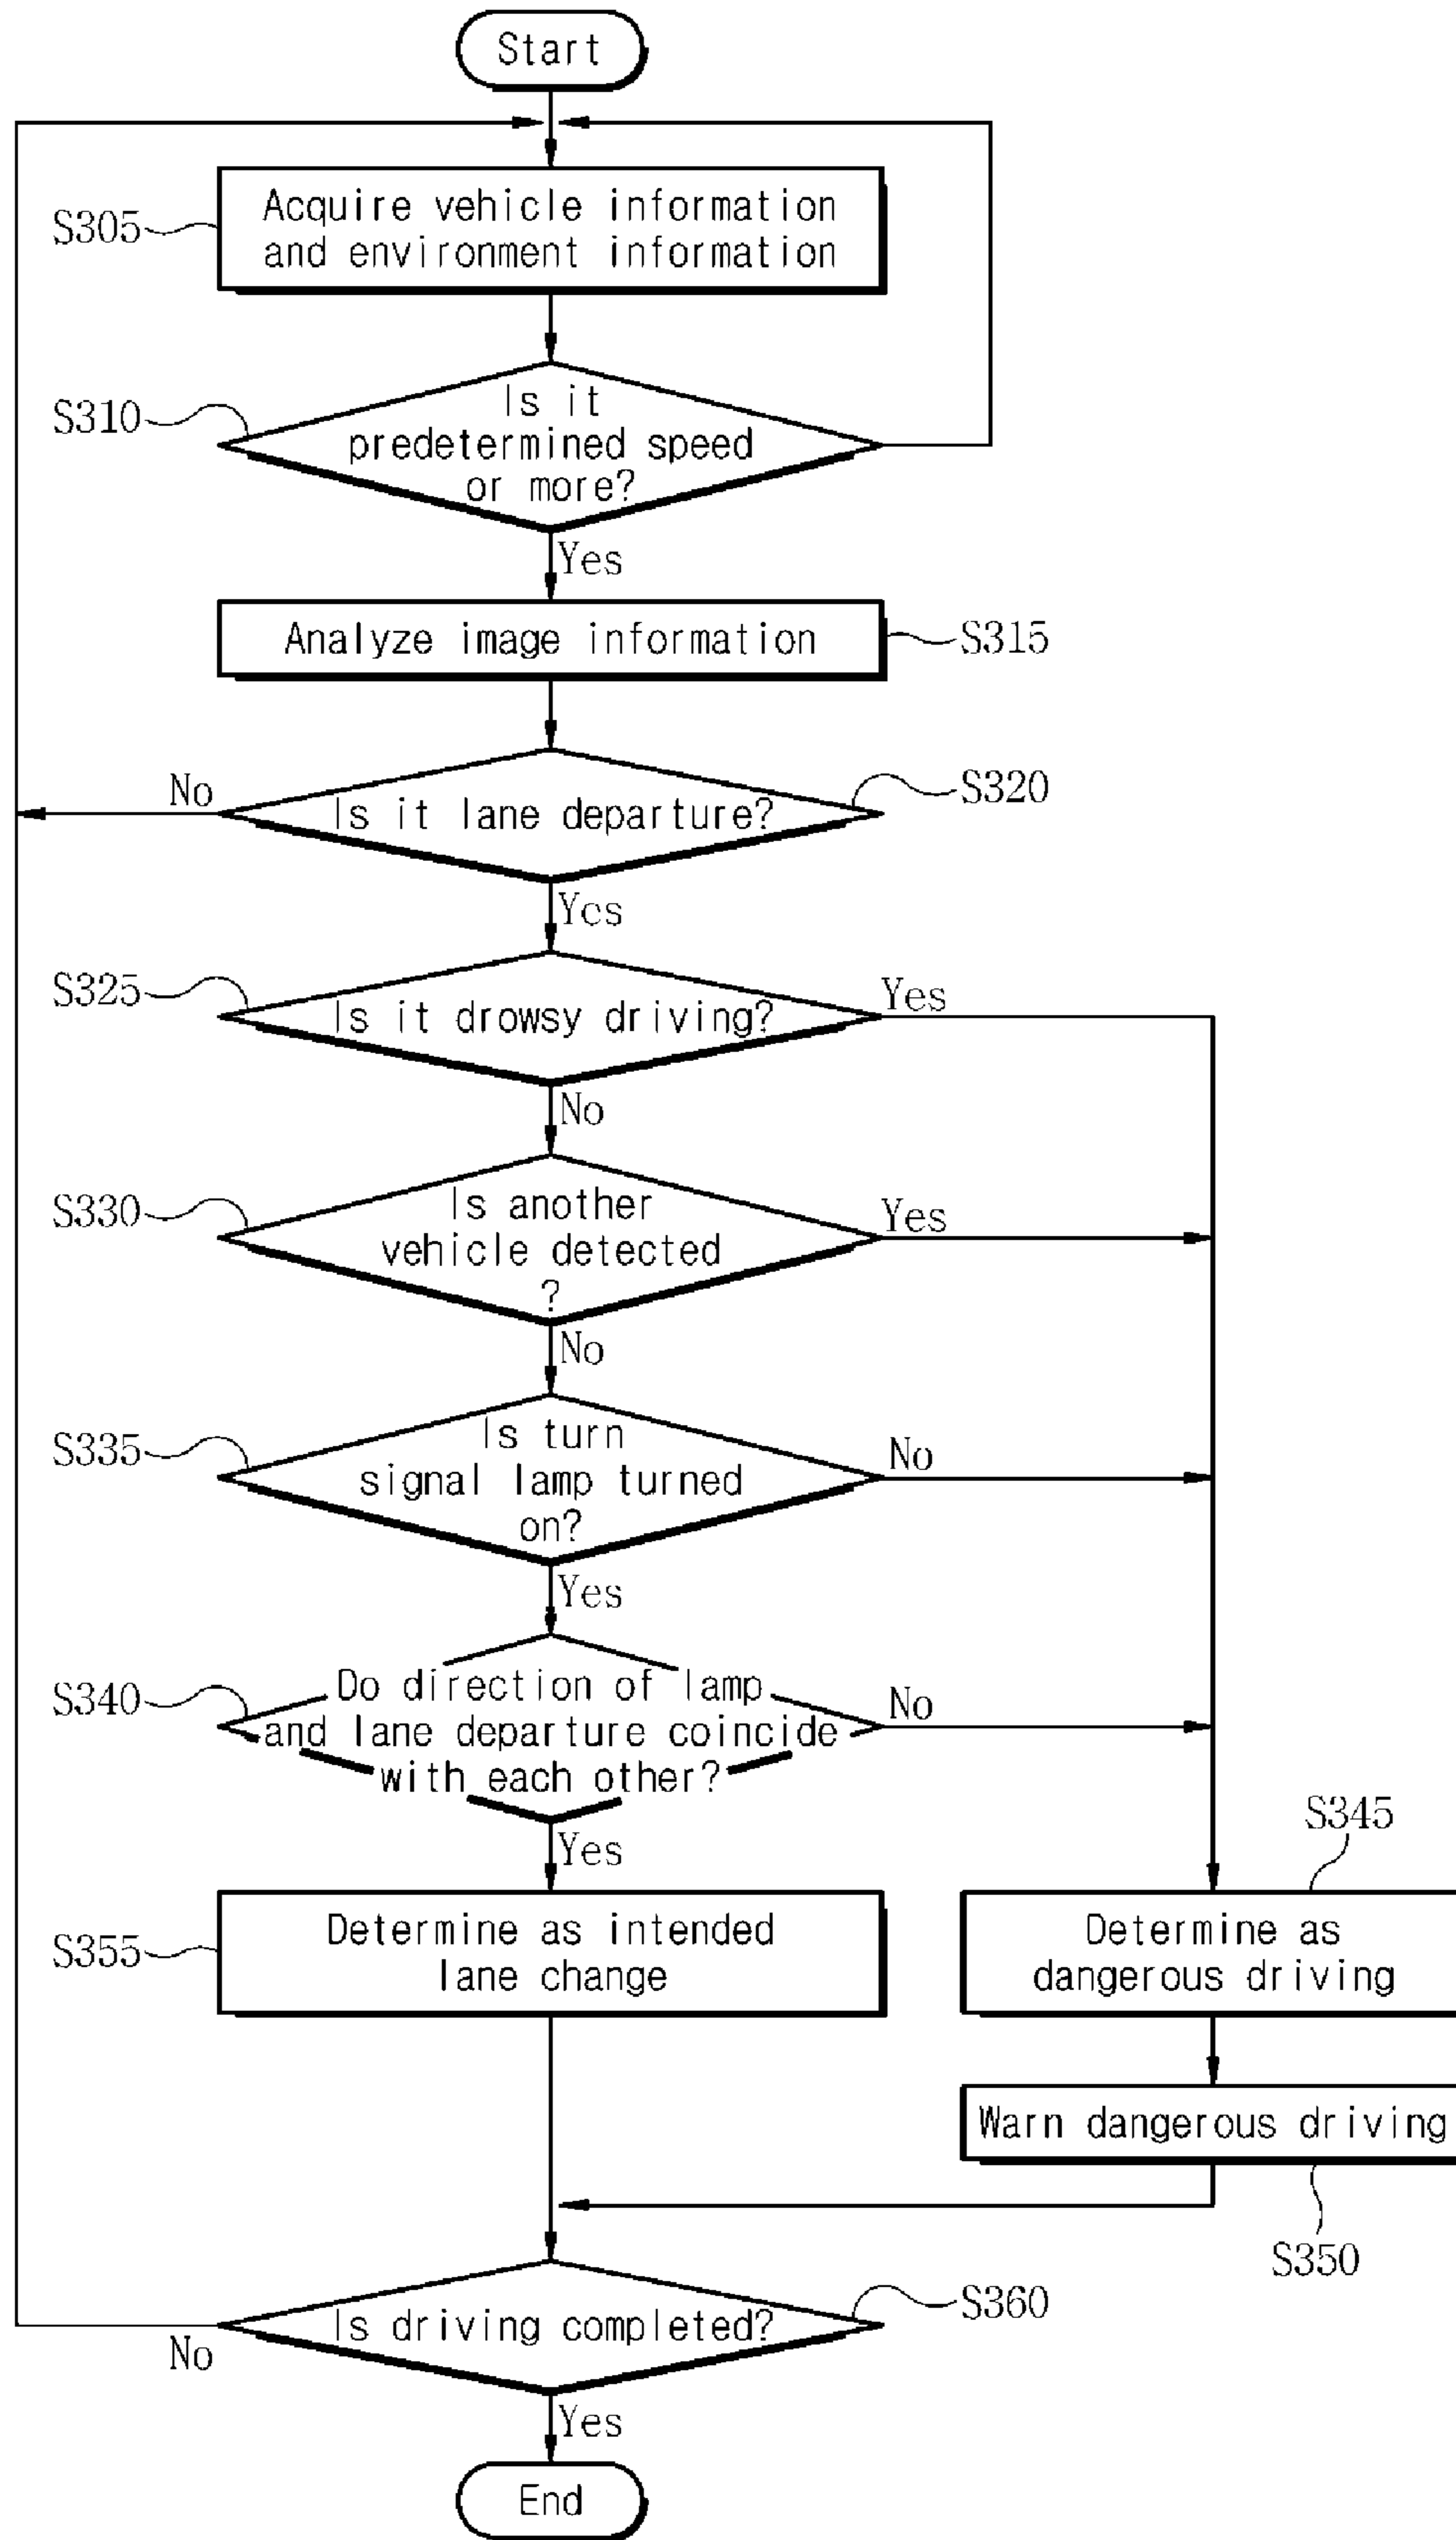 Start
S305
Acquire vehicle information
and environment information
S310
Is it
predetermined speed
or more?
Yes
Analyze image information
S315
No
Is it lane departure?
S320
Yes
S325
Is it drowsy driving?
Yes
No
S330
Is another
vehicle detected
?
Yes
No
S335
Is turn
signal lamp turned
on?
No
Yes
S340
Do direction of lamp
and lane departure coincide
with each other?
No
Yes
S345
S355
Determine as intended
lane change
Determine as
dangerous driving
Warn dangerous driving
S350
Is driving completed?
S360
No
Yes
End